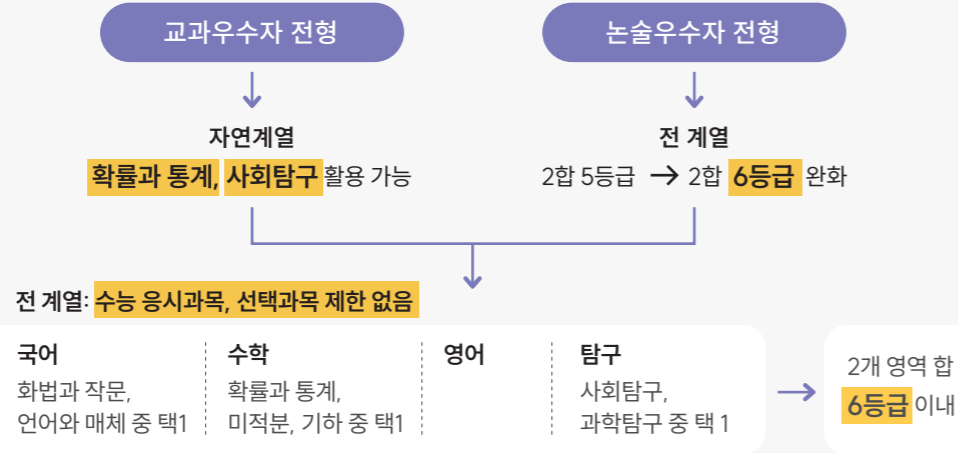 교과우수자 전형
논술우수자 전형
자연계열
확률과 통계, 사회탐구 활용 가능
전 계열
2합 5등급 → 2합 6등급 완화
전 계열: 수능 응시과목, 선택과목 제한 없음
국어
화법과 작문,
언어와 매체 중 택1
수학
확률과 통계,
미적분, 기하 중 택1
영어
탐구
사회탐구,
과학탐구 중 택 1
2개 영역 합
6등급 이내